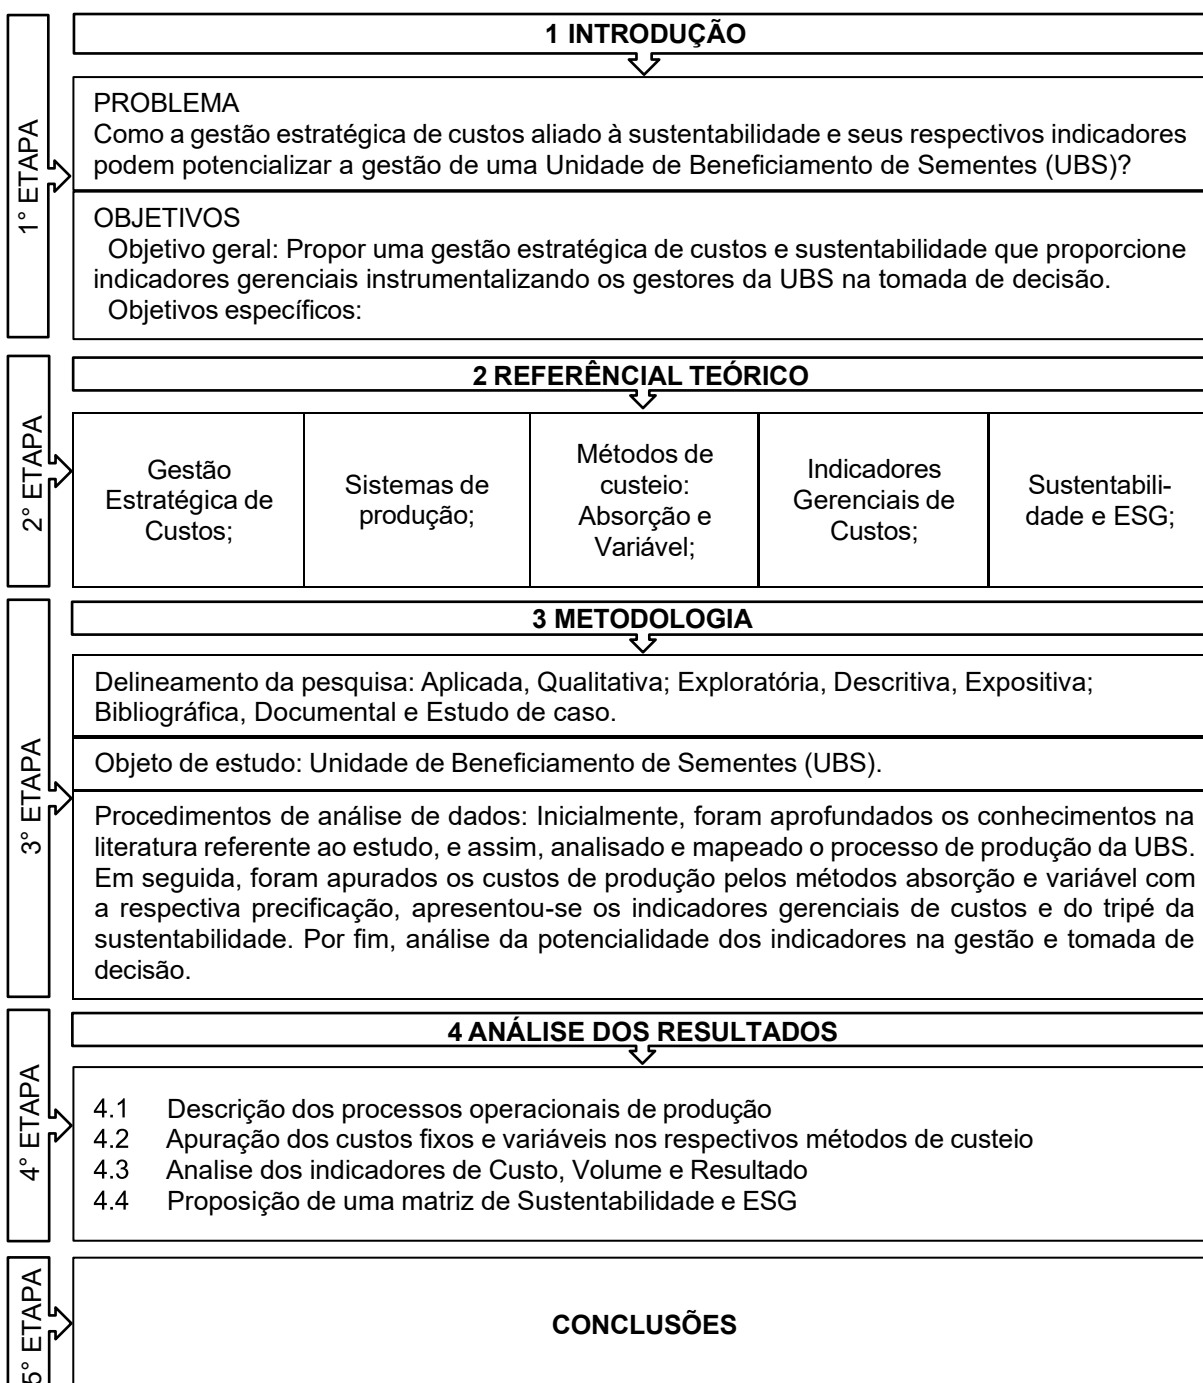 1° ETAPA
1 INTRODUÇÃO
PROBLEMA
Como a gestão estratégica de custos aliado à sustentabilidade e seus respectivos indicadores
podem potencializar a gestão de uma Unidade de Beneficiamento de Sementes (UBS)?
OBJETIVOS
Objetivo geral: Propor uma gestão estratégica de custos e sustentabilidade que proporcione
indicadores gerenciais instrumentalizando os gestores da UBS na tomada de decisão.
Objetivos específicos:
2° ETAPA
2 REFERÊNCIAL TEÓRICO
Gestão
Estratégica de
Custos;
Sistemas de
produção;
Métodos de
custeio:
Absorção e
Variável;
Indicadores
Gerenciais de
Custos;
Sustentabili-
dade e ESG;
3° ETAPA
3 METODOLOGIA
Delineamento da pesquisa: Aplicada, Qualitativa; Exploratória, Descritiva, Expositiva;
Bibliográfica, Documental e Estudo de caso.
Objeto de estudo: Unidade de Beneficiamento de Sementes (UBS).
Procedimentos de análise de dados: Inicialmente, foram aprofundados os conhecimentos na
literatura referente ao estudo, e assim, analisado e mapeado o processo de produção da UBS.
Em seguida, foram apurados os custos de produção pelos métodos absorção e variável com
a respectiva precificação, apresentou-se os indicadores gerenciais de custos e do tripé da
sustentabilidade. Por fim, análise da potencialidade dos indicadores na gestão e tomada de
decisão.
4° ETAPA
4 ANÁLISE DOS RESULTADOS
4.1 Descrição dos processos operacionais de produção
4.2 Apuração dos custos fixos e variáveis nos respectivos métodos de custeio
4.3 Analise dos indicadores de Custo, Volume e Resultado
4.4 Proposição de uma matriz de Sustentabilidade e ESG
5° ETAPA
CONCLUSÕES